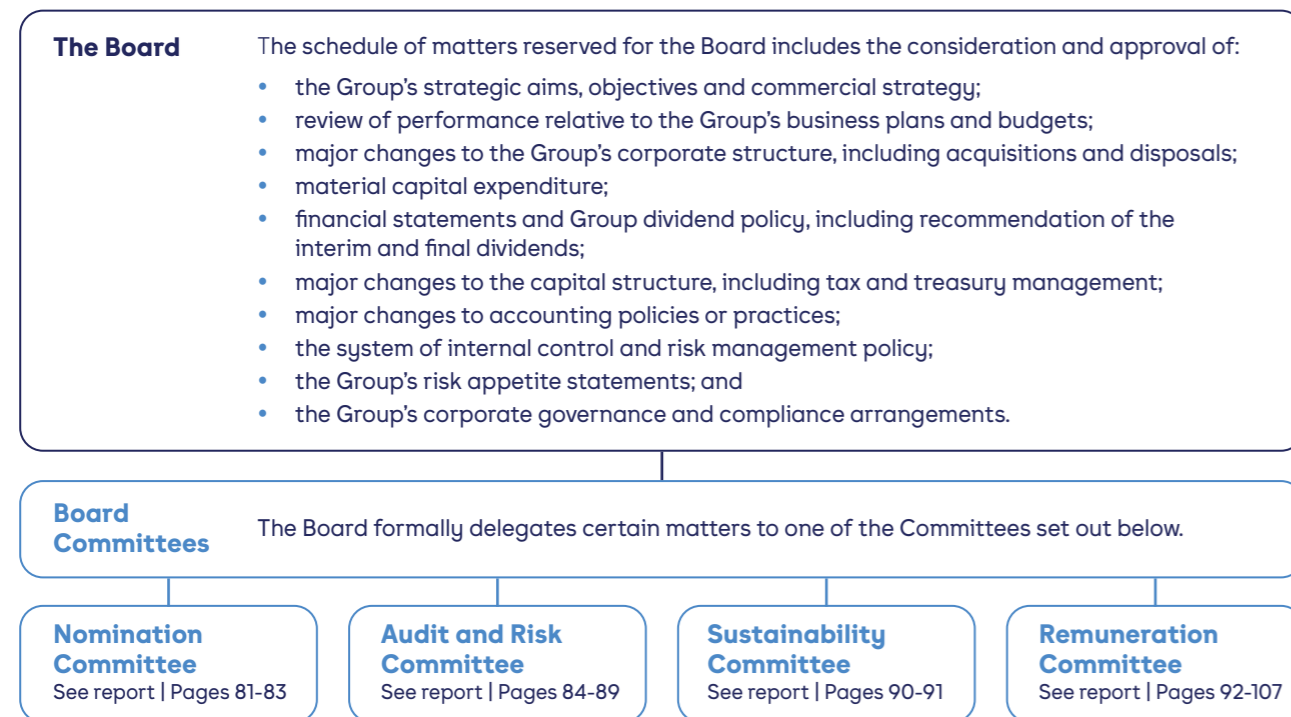 The Board
The schedule of matters reserved for the Board includes the consideration and approval of:
• the Group’s strategic aims, objectives and commercial strategy;
• review of performance relative to the Group’s business plans and budgets;
• major changes to the Group’s corporate structure, including acquisitions and disposals;
• material capital expenditure;
• financial statements and Group dividend policy, including recommendation of the
interim and final dividends;
• major changes to the capital structure, including tax and treasury management;
• major changes to accounting policies or practices;
• the system of internal control and risk management policy;
• the Group’s risk appetite statements; and
• the Group’s corporate governance and compliance arrangements.
Board
Committees
The Board formally delegates certain matters to one of the Committees set out below.
Nomination
Committee
See report | Pages 81-83
Audit and Risk
Committee
See report | Pages 84-89
Sustainability
Committee
See report | Pages 90-91
Remuneration
Committee
See report | Pages 92-107